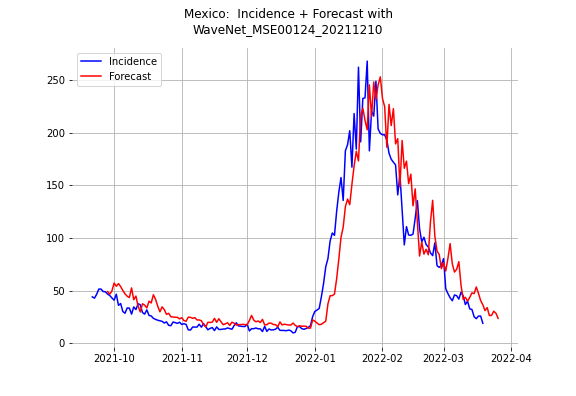 Mexico:  Incidence + Forecast with
WaveNet_MSE00124_20211210
Incidence
Forecast
250
200
150
100
50
0
2021-10 2021-11 2021-12 2022-01 2022-02 2022-03 2022-04